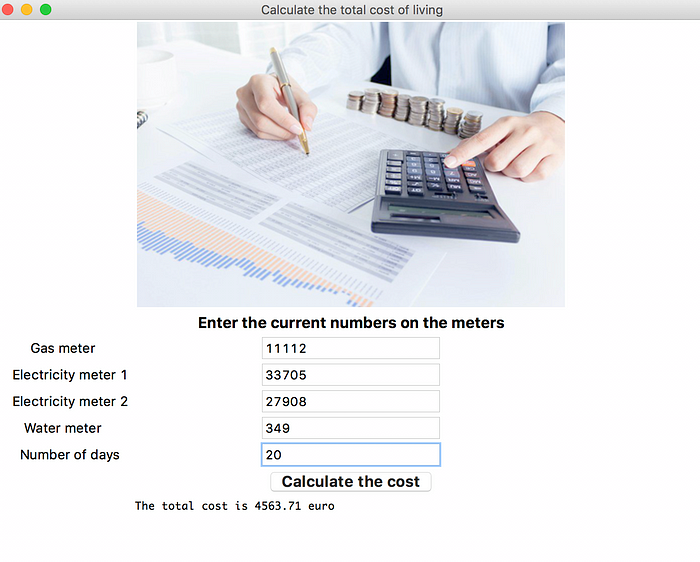 Calculate the total cost of living
Enter the current numbers on the meters
Gas meter 11112
Electricity meter 1 33705
Electricity meter 2 27908
Water meter 349
Number of days 20
Calculate the cost
The total cost is 4563.71 euro